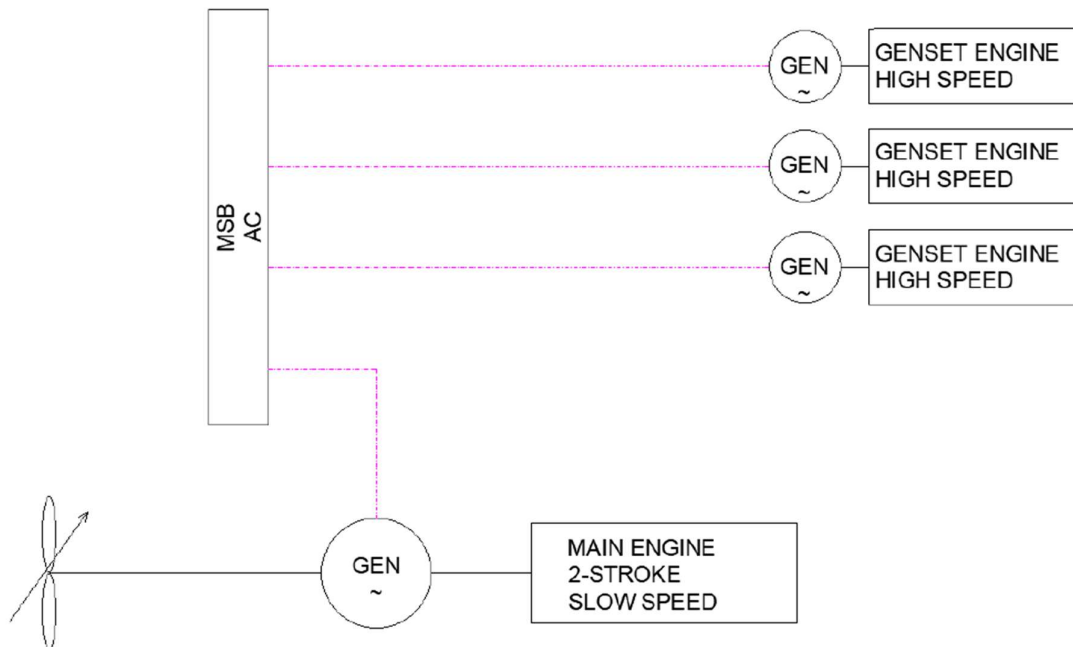 GEN
~
GENSET ENGINE
HIGH SPEED
GEN
~
GENSET ENGINE
HIGH SPEED
MSB
AC
GEN
~
GENSET ENGINE
HIGH SPEED
GEN
~
MAIN ENGINE
2-STROKE
SLOW SPEED